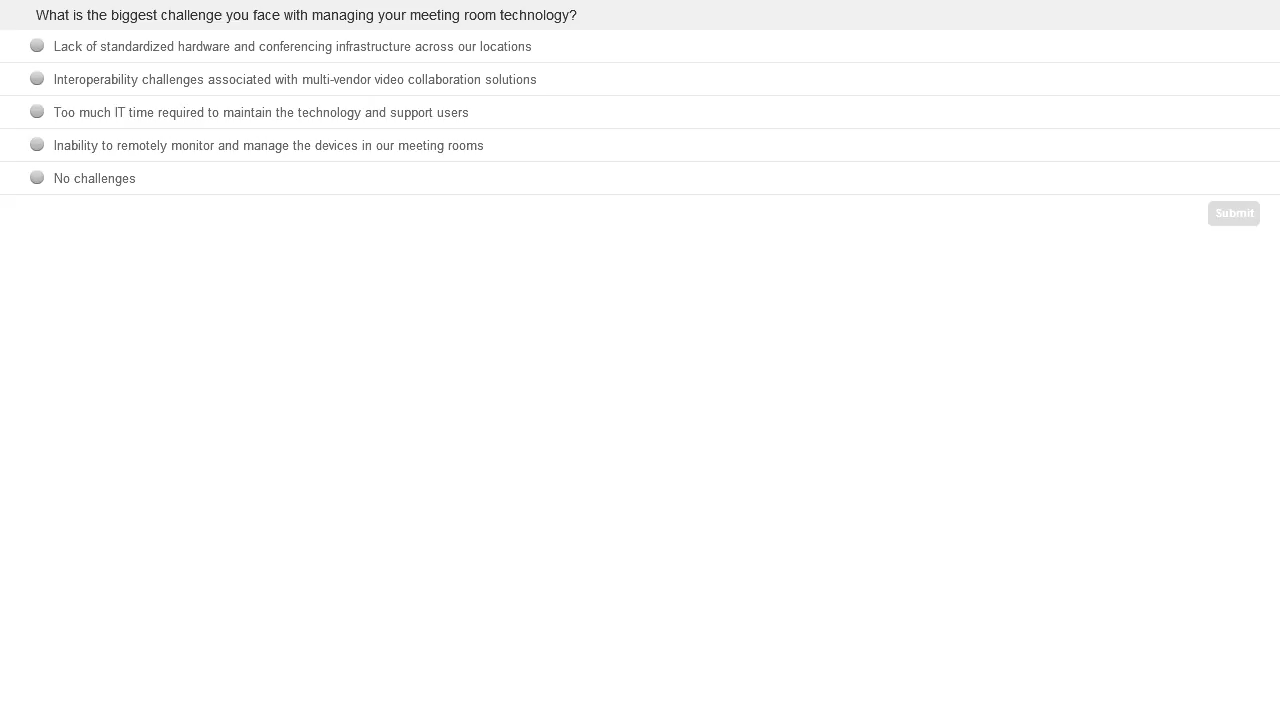 What is the biggest challenge you face with managing your meeting room technology?
Lack of standardized hardware and conferencing infrastructure across our locations
Interoperability challenges associated with multi-vendor video collaboration solutions
Too much IT time required to maintain the technology and support users
Inability to remotely monitor and manage the devices in our meeting rooms
No challenges
Submit